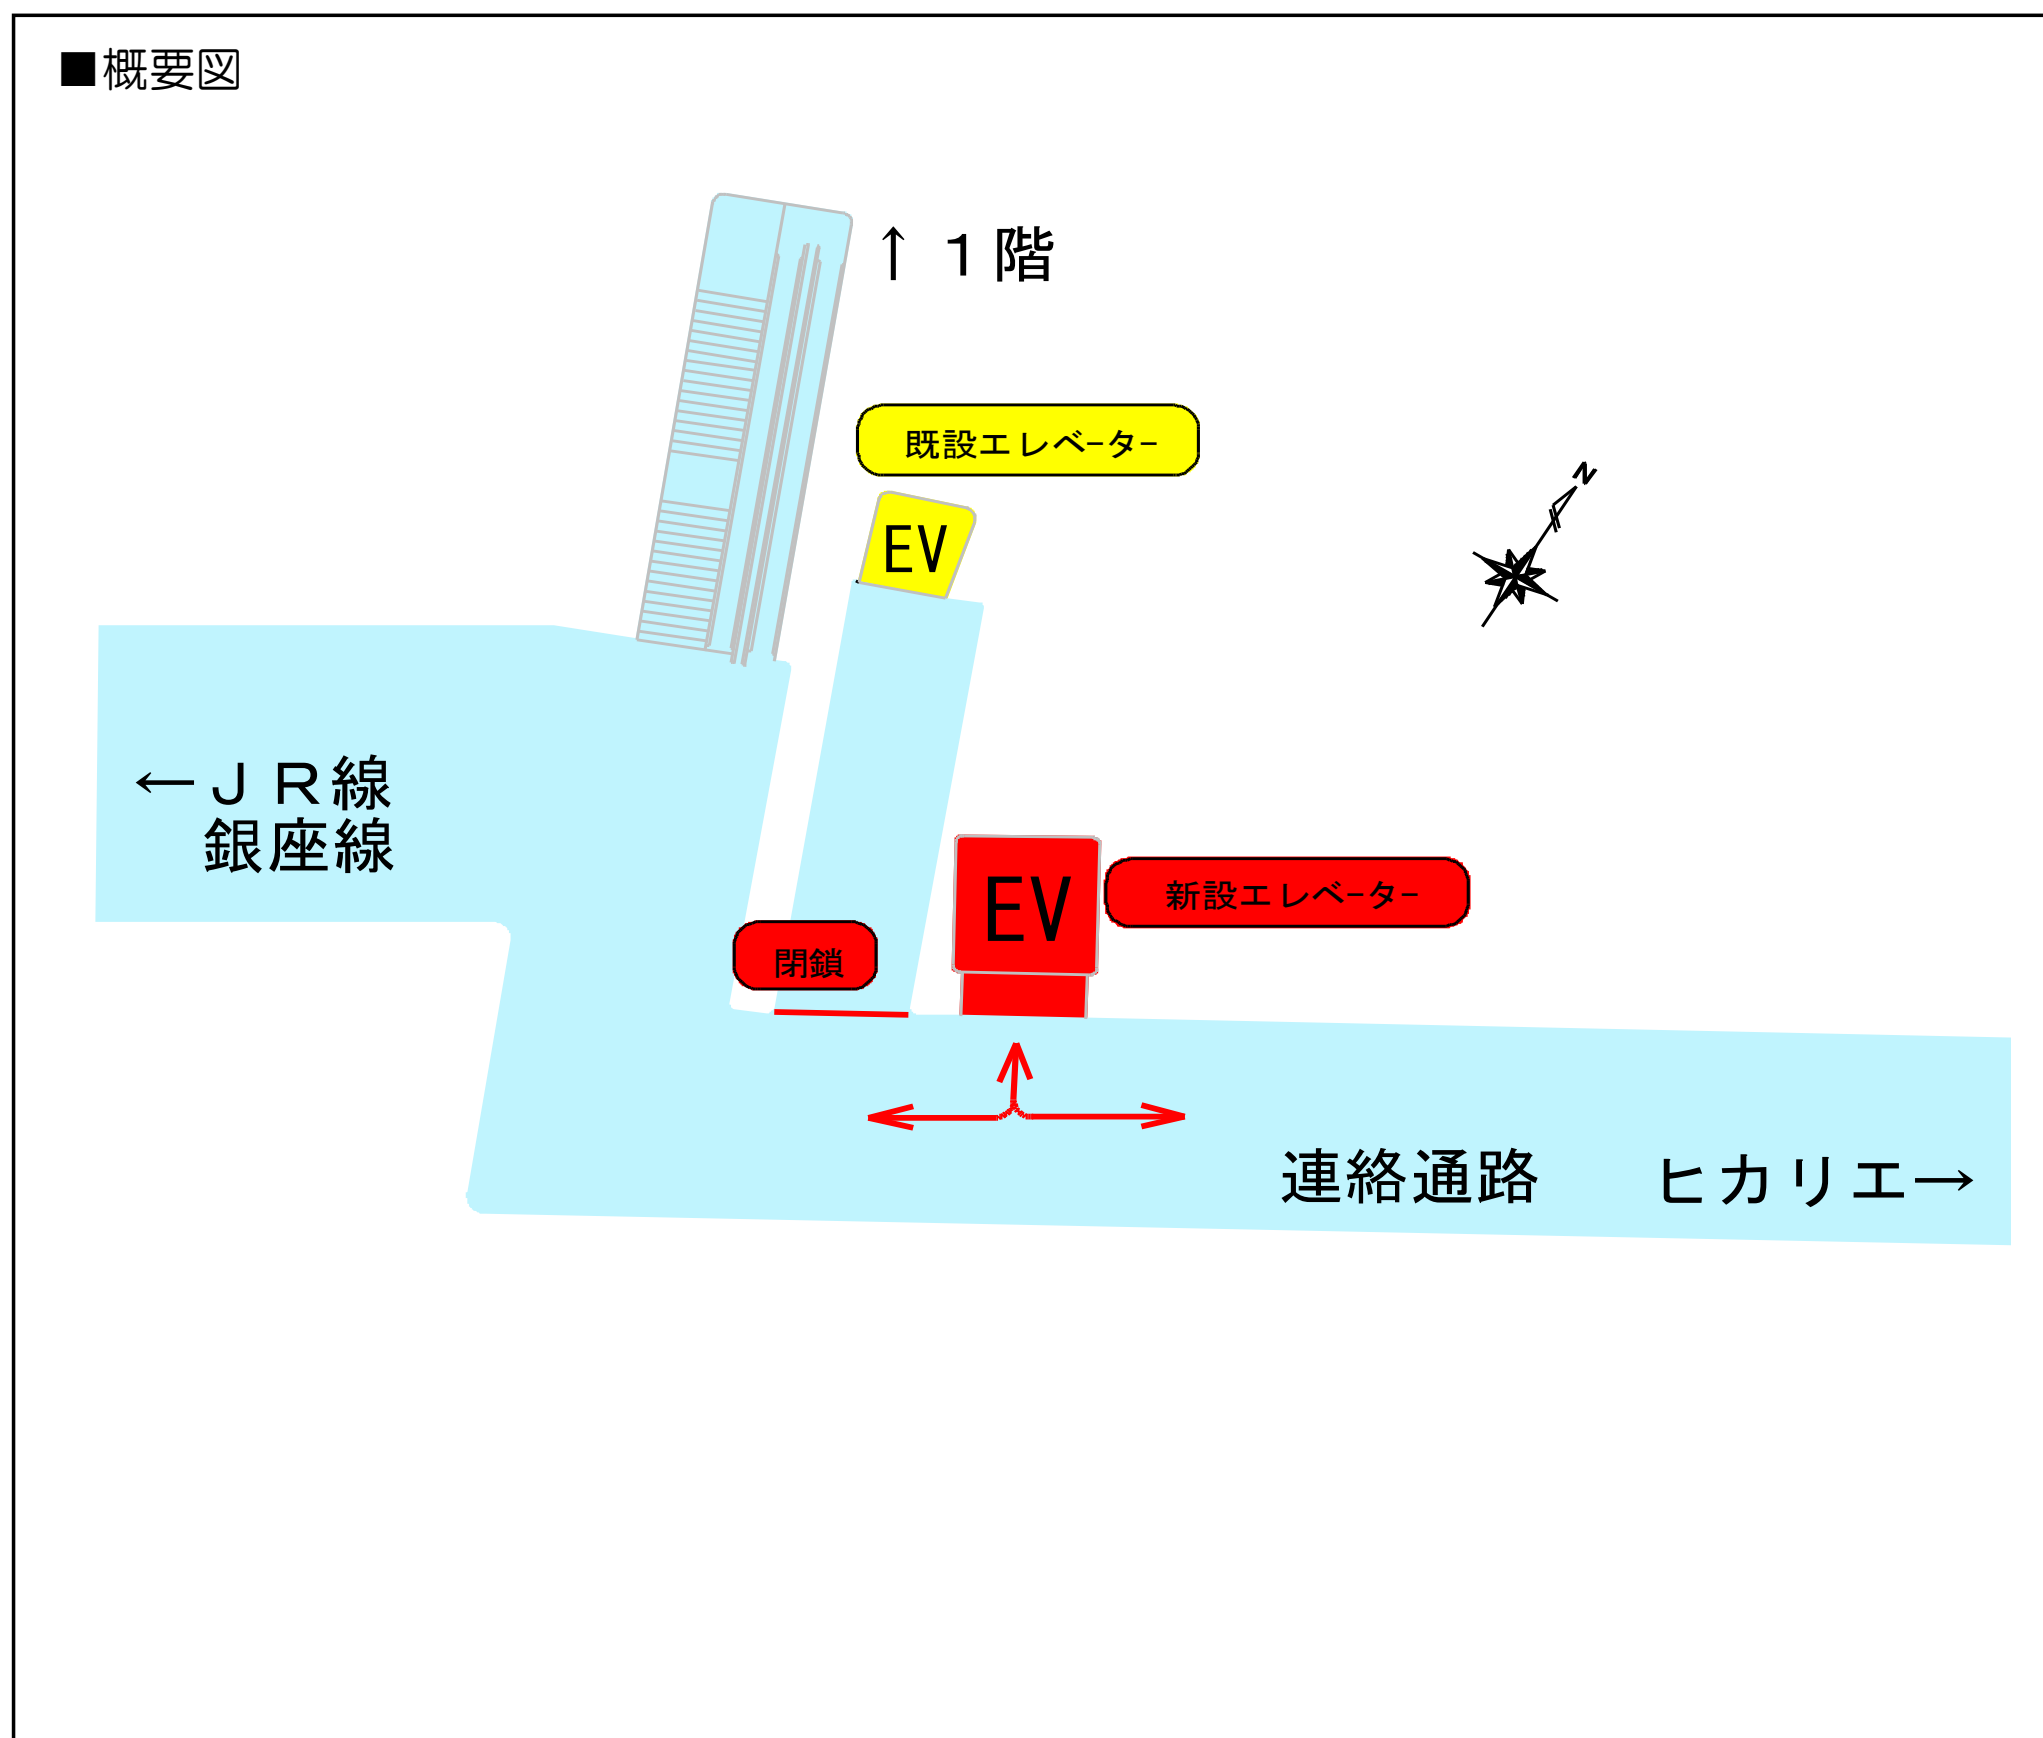 ■概要図
↑ １階
既設エレベーター
EV
N
←ＪＲ線
銀座線
EV
新設エレベーター
閉鎖
連絡通路　ヒカリエ→